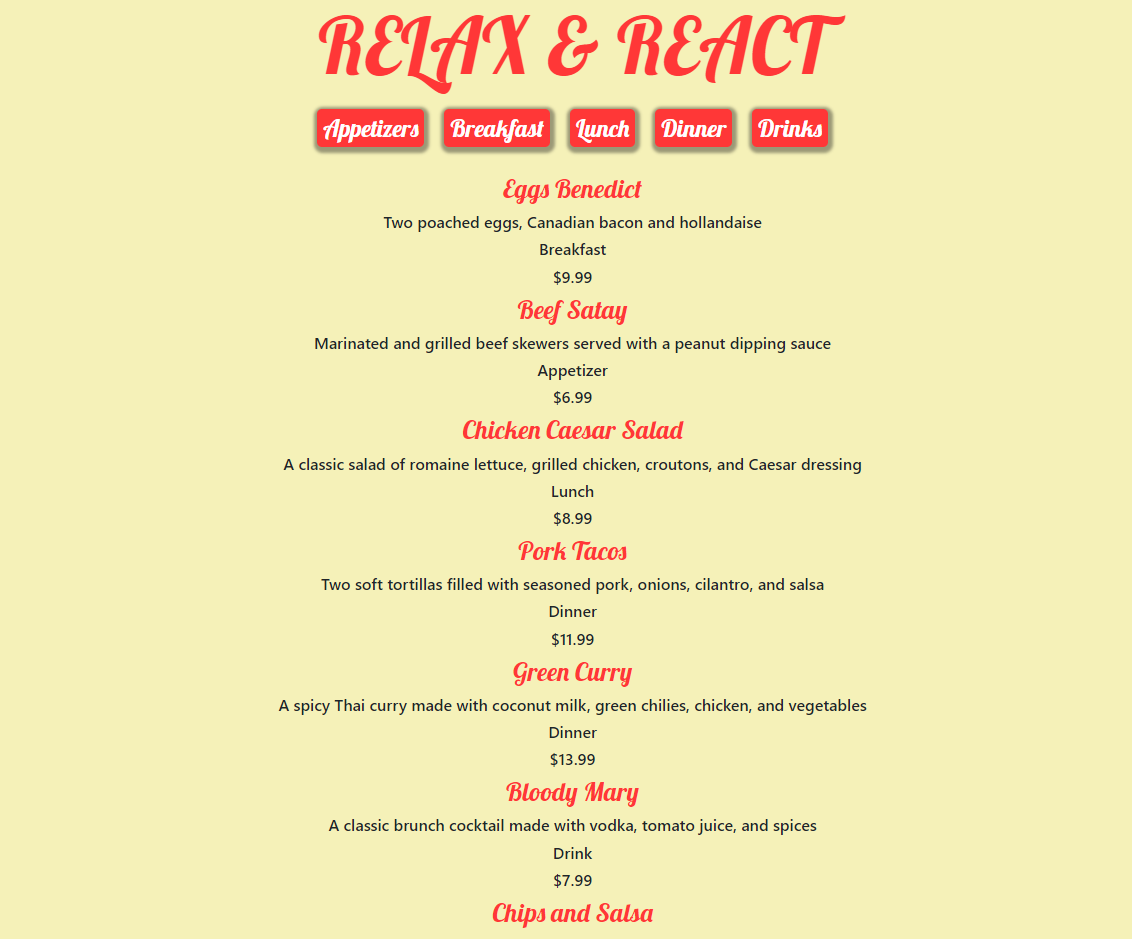 RELAX & REACT
Appetizers Breakfast Lunch Dinner Drinks
Eggs Benedict
Two poached eggs, Canadian bacon and hollandaise
Breakfast
$9.99
Beef Satay
Marinated and grilled beef skewers served with a peanut dipping sauce
Appetizer
$6.99
Chicken Caesar Salad
A classic salad of romaine lettuce, grilled chicken, croutons, and Caesar dressing
Lunch
$8.99
Pork Tacos
Two soft tortillas filled with seasoned pork, onions, cilantro, and salsa
Dinner
$11.99
Green Curry
A spicy Thai curry made with coconut milk, green chilies, chicken, and vegetables
Dinner
$13.99
Bloody Mary
A classic brunch cocktail made with vodka, tomato juice, and spices
Drink
$7.99
Chips and Salsa